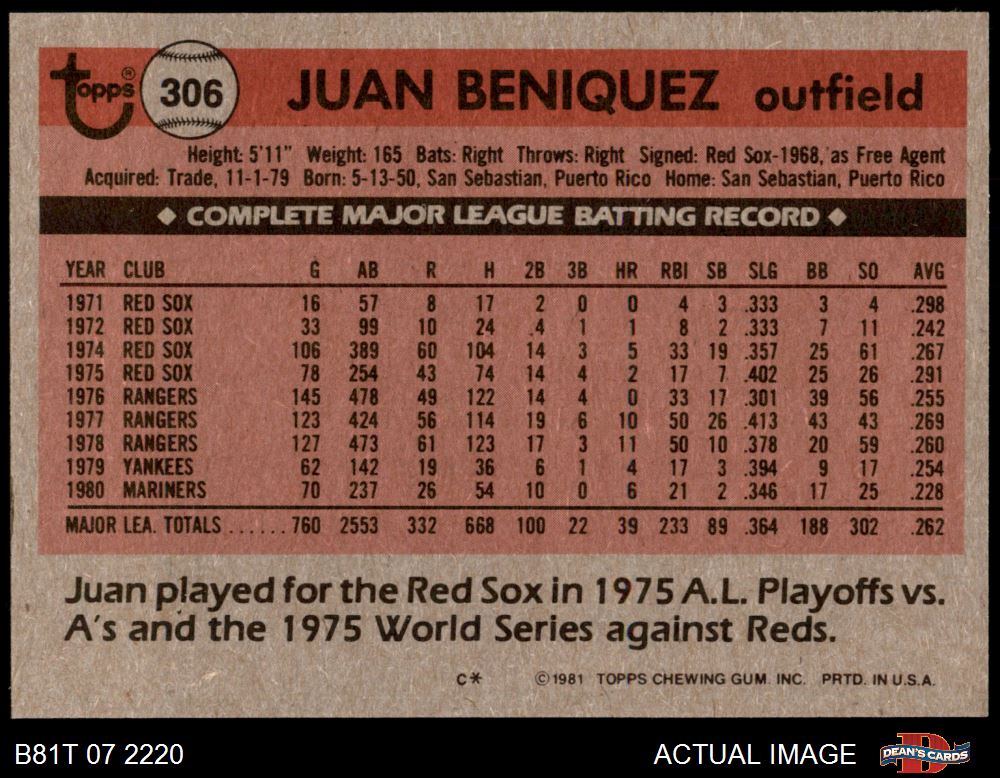 Topps® 306 JUAN BENIQUEZ outfield
Height: 5'11" Weight: 165 Bats: Right Throws: Right Signed: Red Sox-1968, as Free Agent
Acquired: Trade, 11-1-79 Born: 5-13-50, San Sebastian, Puerto Rico Home: San Sebastian, Puerto Rico
◆ COMPLETE MAJOR LEAGUE BATTING RECORD ◆
YEAR CLUB G AB R H 2B 3B HR RBI SB SLG BB SO AVG
1971 RED SOX 16 57 8 17 2 0 0 4 3 .333 3 4 .298
1972 RED SOX 33 99 10 24 4 1 1 8 2 .333 7 11 .242
1974 RED SOX 106 389 60 104 14 3 5 33 19 .357 25 61 .267
1975 RED SOX 78 254 43 74 14 4 2 17 7 .402 25 26 .291
1976 RANGERS 145 478 49 122 14 4 0 33 17 .301 39 56 .255
1977 RANGERS 123 424 56 114 19 6 10 50 26 .413 43 43 .269
1978 RANGERS 127 473 61 123 17 3 11 50 10 .378 20 59 .260
1979 YANKEES 62 142 19 36 6 1 4 17 3 .394 9 17 .254
1980 MARINERS 70 237 26 54 10 0 6 21 2 .346 17 25 .228
MAJOR LEA. TOTALS ...... 760 2553 332 668 100 22 39 233 89 .364 188 302 .262
Juan played for the Red Sox in 1975 A.L. Playoffs vs.
A's and the 1975 World Series against Reds.
C* ©1981 TOPPS CHEWING GUM. INC. PRTD. IN U.S.A.
B81T 07 2220 ACTUAL IMAGE DEAN'S CARDS